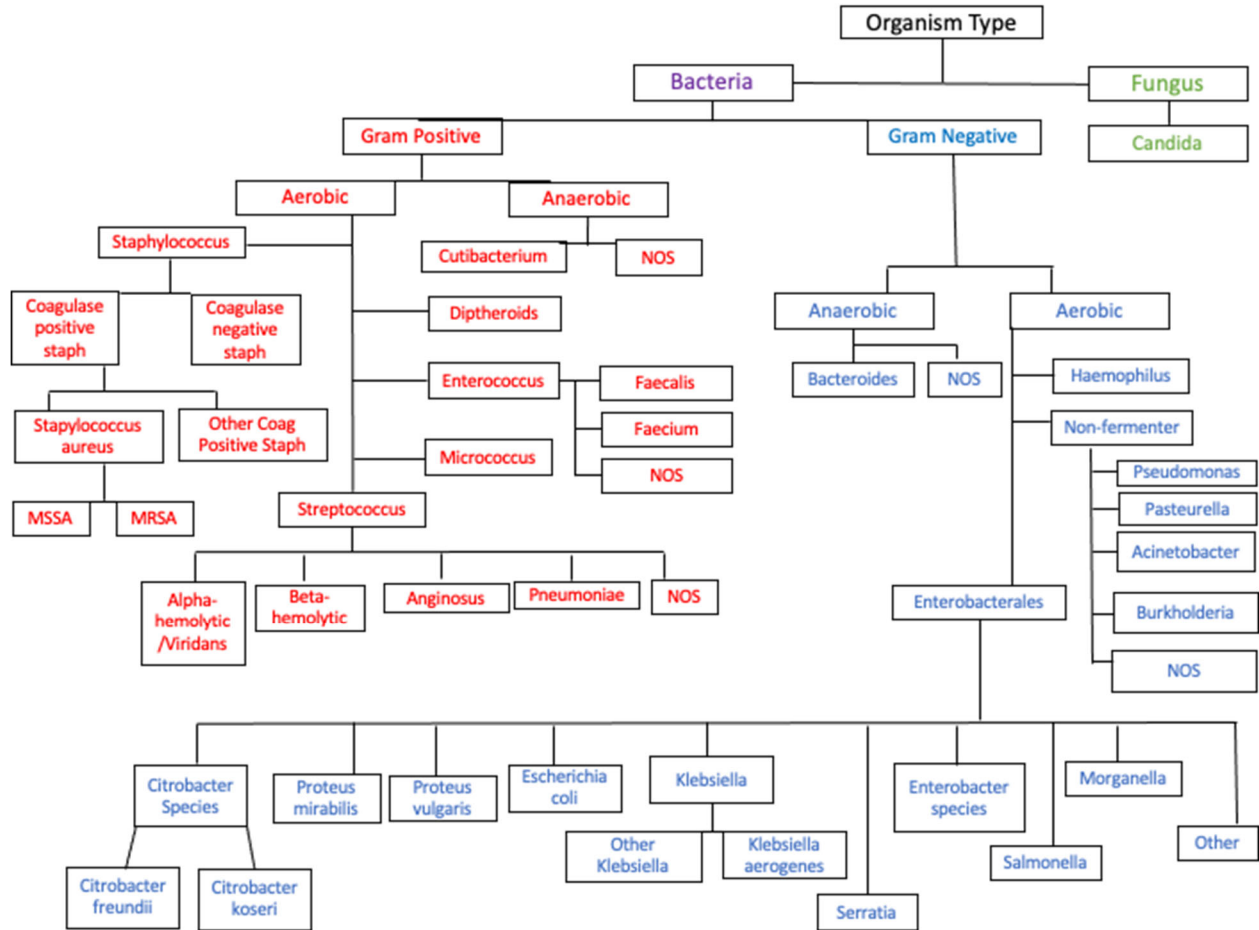 Organism Type
Bacteria
Fungus
Gram Positive
Gram Negative
Candida
Aerobic
Anaerobic
Staphylococcus
Cutibacterium
NOS
Coagulase
positive
staph
Coagulase
negative
staph
Diptheroids
Anaerobic
Aerobic
Enterococcus
Faecalis
Bacteroides
NOS
Haemophilus
Stapylococcus
aureus
Other Coag
Positive Staph
Faecium
Non-fermenter
Micrococcus
NOS
Pseudomonas
MSSA
MRSA
Streptococcus
Pasteurella
Acinetobacter
Alpha-
hemolytic
/Viridans
Beta-
hemolytic
Anginosus
Pneumoniae
NOS
Enterobacterales
Burkholderia
NOS
Citrobacter
Species
Proteus
mirabilis
Proteus
vulgaris
Escherichia
coli
Klebsiella
Enterobacter
species
Morganella
Other
Klebsiella
Klebsiella
aerogenes
Other
Salmonella
Citrobacter
freundii
Citrobacter
koseri
Serratia